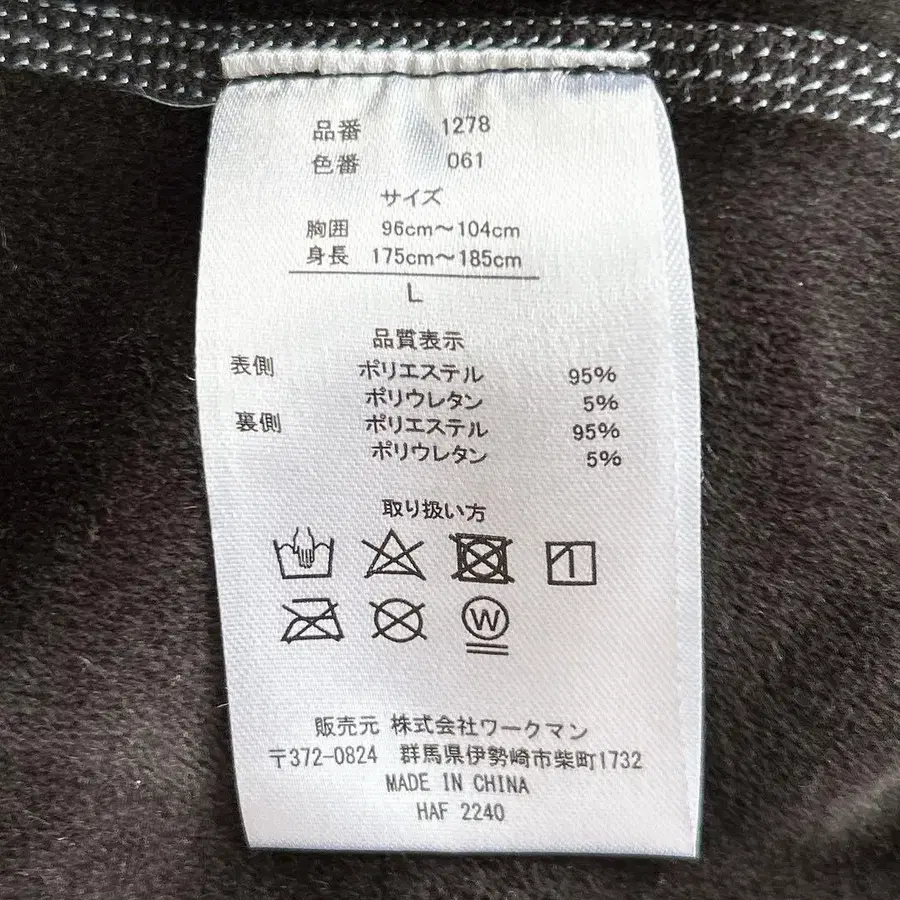 品番 1278
色番 061
サイズ
胸囲 96cm～104cm
身長 175cm～185cm
L
品質表示
表側 ポリエステル 95%
ポリウレタン 5%
裏側 ポリエステル 95%
ポリウレタン 5%
取り扱い方
W
販売元 株式会社ワークマン
〒372-0824 群馬県伊勢崎市柴町1732
MADE IN CHINA
HAF 2240